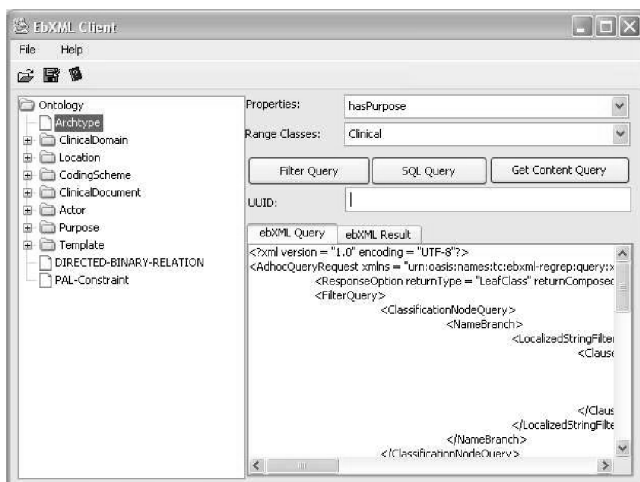 EbXML Client
File Help
Ontology
Archtype
ClinicalDomain
Location
CodingScheme
ClinicalDocument
Actor
Purpose
Template
DIRECTED-BINARY-RELATION
PAL-Constraint
Properties: hasPurpose
Range Classes: Clinical
Filter Query SQL Query Get Content Query
UUID:
ebXML Query ebXML Result
<?xml version = "1.0" encoding = "UTF-8"?>
<AdhocQueryRequest xmlns = "urn:oasis:names:tc:ebxml-regrep:query:x
<ResponseOption returnType = "LeafClass" returnComposed
<FilterQuery>
<ClassificationNodeQuery>
<NameBranch>
<LocalizedStringFilter
<Clause
</Claus
</LocalizedStringFilte
</NameBranch>
</ClassificationNodeQuery>